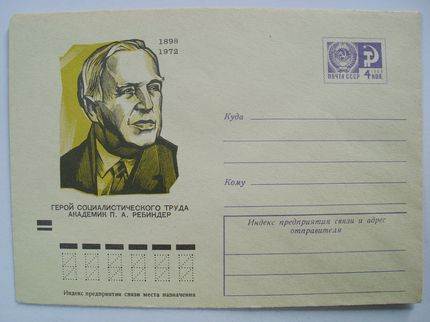 1898
1972
ПОЧТА СССР
4
КОП.
Куда
ГЕРОЙ СОЦИАЛИСТИЧЕСКОГО ТРУДА
АКАДЕМИК П. А. РЕБИНДЕР
Кому
Индекс предприятия связи и адрес
отправителя
Индекс предприятия связи места назначения